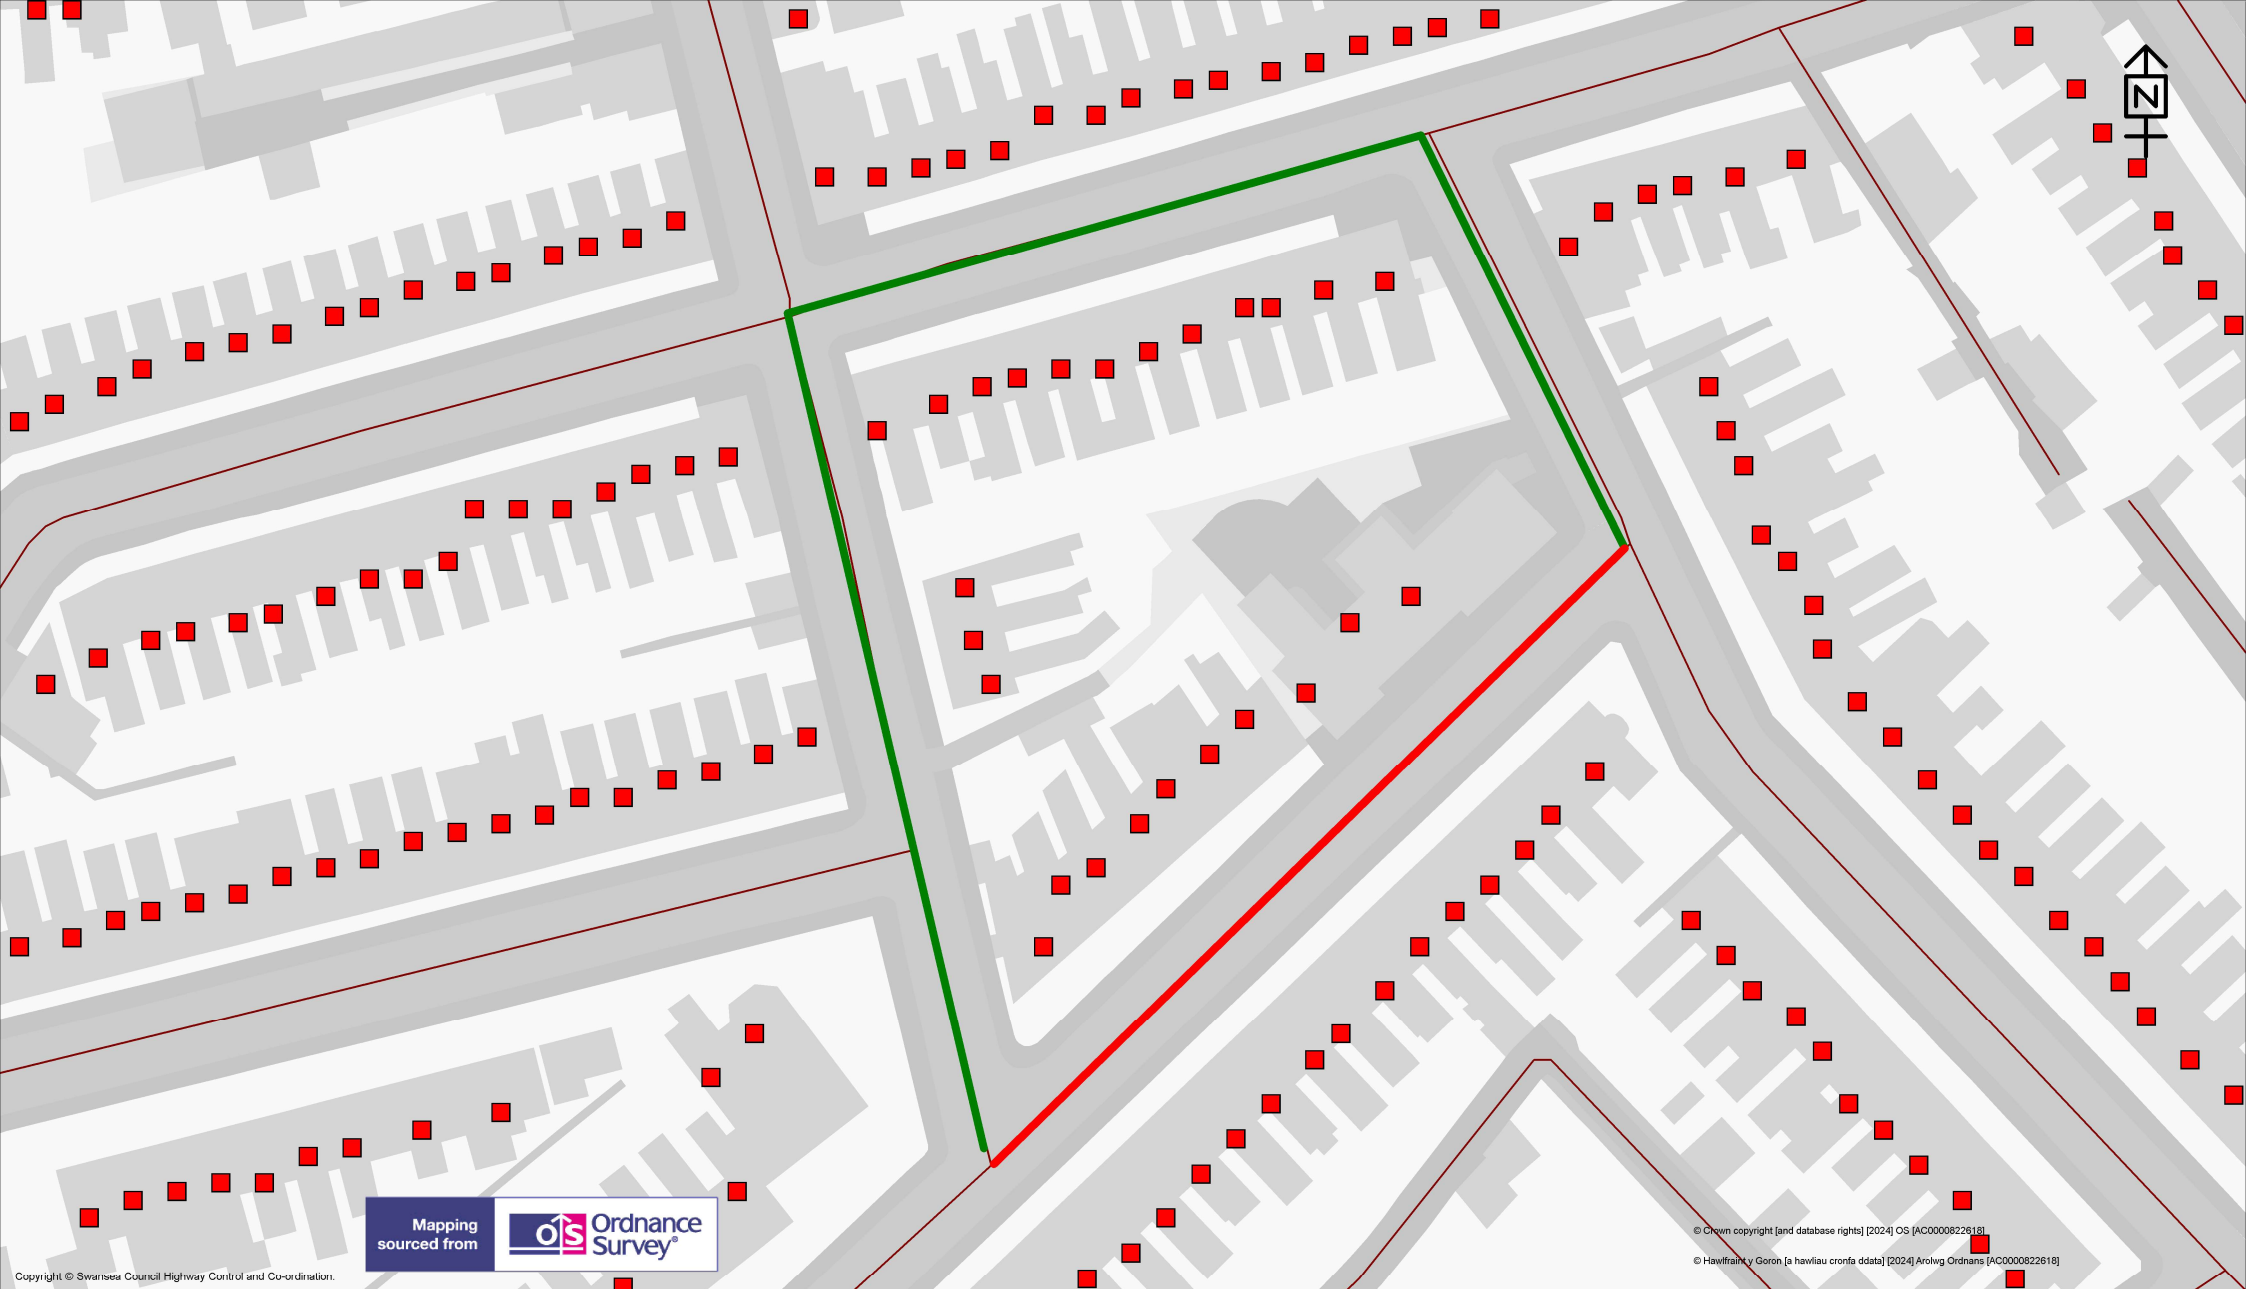 N
Mapping
sourced from
OS
Ordnance
Survey®
Copyright © Swansea Council Highway Control and Co-ordination.
© Crown copyright [and database rights] [2024] OS [AC0000822618]
© Hawlfraint y Goron [a hawliau cronfa ddata] [2024] Arolwg Ordnans [AC0000822618]